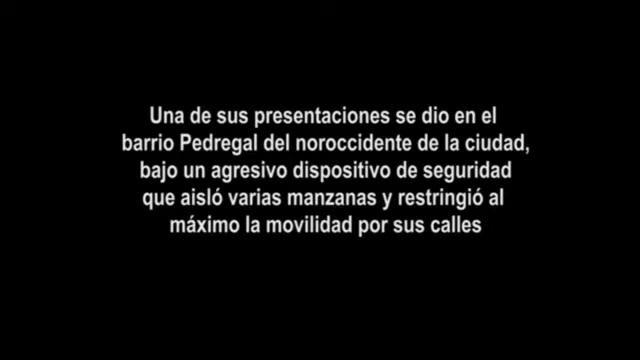 Una de sus presentaciones se dio en el
barrio Pedregal del noroccidente de la ciudad,
bajo un agresivo dispositivo de seguridad
que aisló varias manzanas y restringió al
máximo la movilidad por sus calles